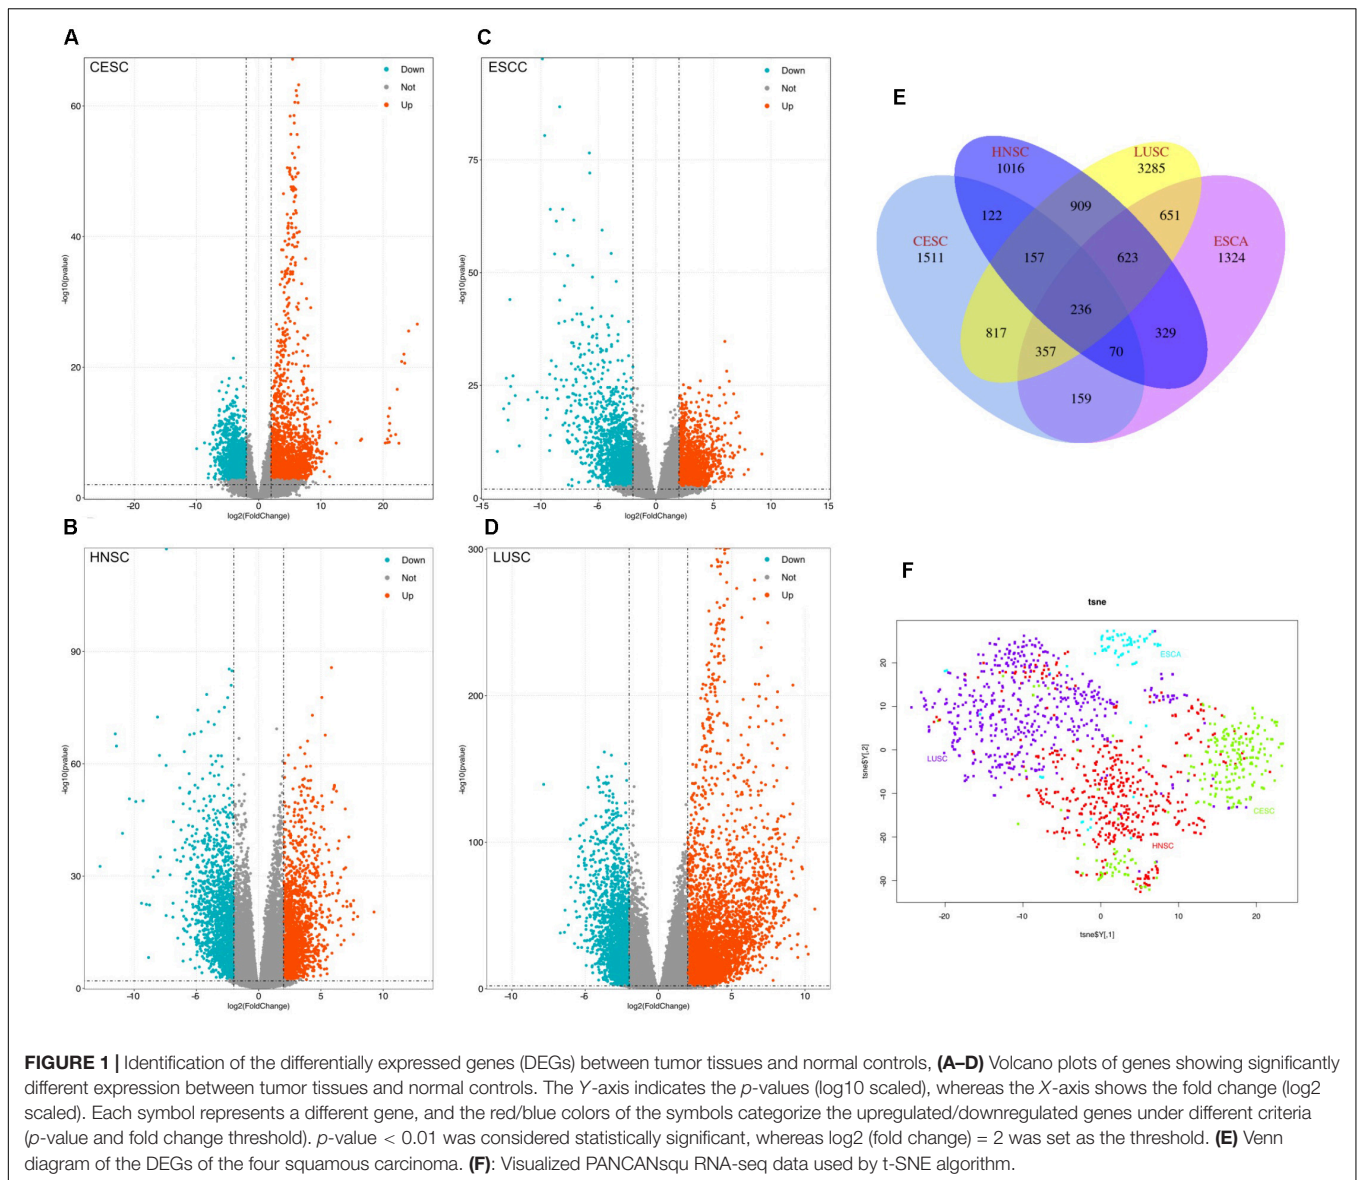 A
CESC
Down
Not
Up
60
40
20
0
-20
-10
0
10
20
-log10(pvalue)
log2(FoldChange)
C
ESCC
Down
Not
Up
75
50
25
0
-15
-10
-5
0
5
10
15
-log10(pvalue)
log2(FoldChange)
E
HNSC
1016
LUSC
3285
CESC
1511
ESCA
1324
122
909
651
157
623
236
817
357
70
329
159
B
HNSC
Down
Not
Up
90
60
30
0
-10
-5
0
5
10
-log10(pvalue)
log2(FoldChange)
D
LUSC
Down
Not
Up
300
200
100
0
-10
-5
0
5
10
-log10(pvalue)
log2(FoldChange)
F
tsne
ESCA
LUSC
CESC
HNSC
20
10
0
-10
-20
-30
-20
-10
0
10
20
tsne$Y[,2]
tsne$Y[,1]
FIGURE 1 | Identification of the differentially expressed genes (DEGs) between tumor tissues and normal controls, (A–D) Volcano plots of genes showing significantly
different expression between tumor tissues and normal controls. The Y-axis indicates the p-values (log10 scaled), whereas the X-axis shows the fold change (log2
scaled). Each symbol represents a different gene, and the red/blue colors of the symbols categorize the upregulated/downregulated genes under different criteria
(p-value and fold change threshold). p-value < 0.01 was considered statistically significant, whereas log2 (fold change) = 2 was set as the threshold. (E) Venn
diagram of the DEGs of the four squamous carcinoma. (F): Visualized PANCANsqu RNA-seq data used by t-SNE algorithm.